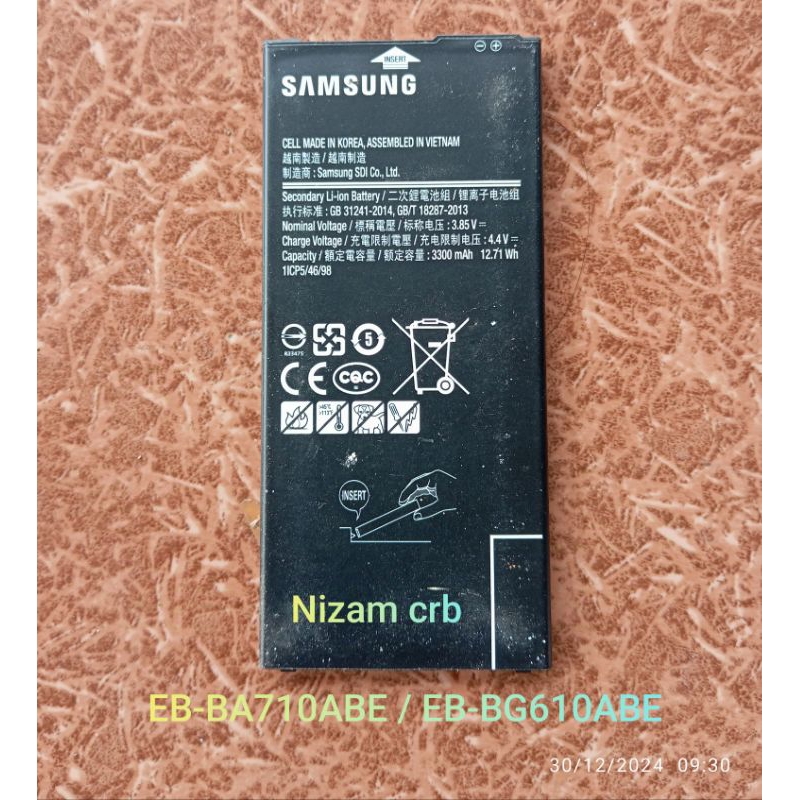 INSERT
SAMSUNG
CELL MADE IN KOREA, ASSEMBLED IN VIETNAM
越南製造 / 越南制造
制造商 : Samsung SDI Co., Ltd.
Secondary Li-ion Battery / 二次鋰電池組 / 锂离子电池组
执行标准 : GB 31241-2014, GB/T 18287-2013
Nominal Voltage / 標稱電壓 / 标称电压 : 3.85 V
Charge Voltage / 充電限制電壓 / 充电限制电压 : 4.4 V
Capacity / 額定電容量 / 额定容量 : 3300 mAh 12.71 Wh
1ICP5/46/98
5
R33475
CE CQC
>45°C
>113°F
INSERT
Nizam crb
EB-BA710ABE / EB-BG610ABE
30/12/2024 09:30